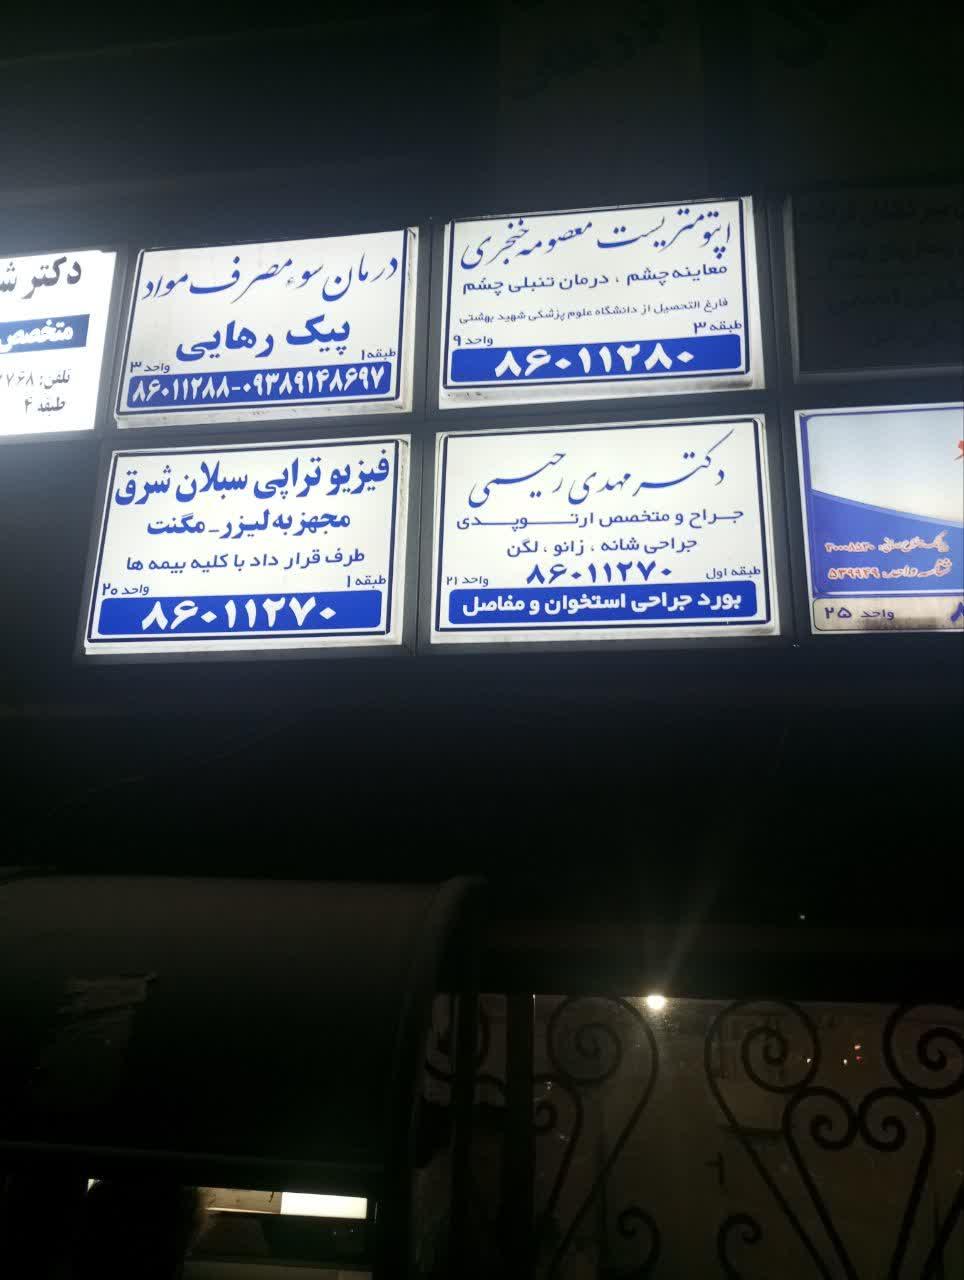 اپتومتریست معصومه خنجری
معاینه چشم ، درمان تنبلی چشم
فارغ التحصیل از دانشگاه علوم پزشکی شهید بهشتی
طبقه ۳ واحد ۹
۸۶۰۱۱۲۸۰
درمان سوء مصرف مواد
پیک رهایی
طبقه ۱ واحد ۳
۸۶۰۱۱۲۸۸-۰۹۳۸۹۱۴۸۶۹۷
دکتر
متخصص
تلفن:
طبقه ۴
واحد ۲۵
دکتر مهدی رحیمی
جراح و متخصص ارتوپدی
جراحی شانه ، زانو ، لگن
طبقه اول ۸۶۰۱۱۲۷۰ واحد ۲۱
بورد جراحی استخوان و مفاصل
فیزیو تراپی سبلان شرق
مجهز به لیزر - مگنت
طرف قرار داد با کلیه بیمه ها
طبقه ۱ واحد ۲۰
۸۶۰۱۱۲۷۰